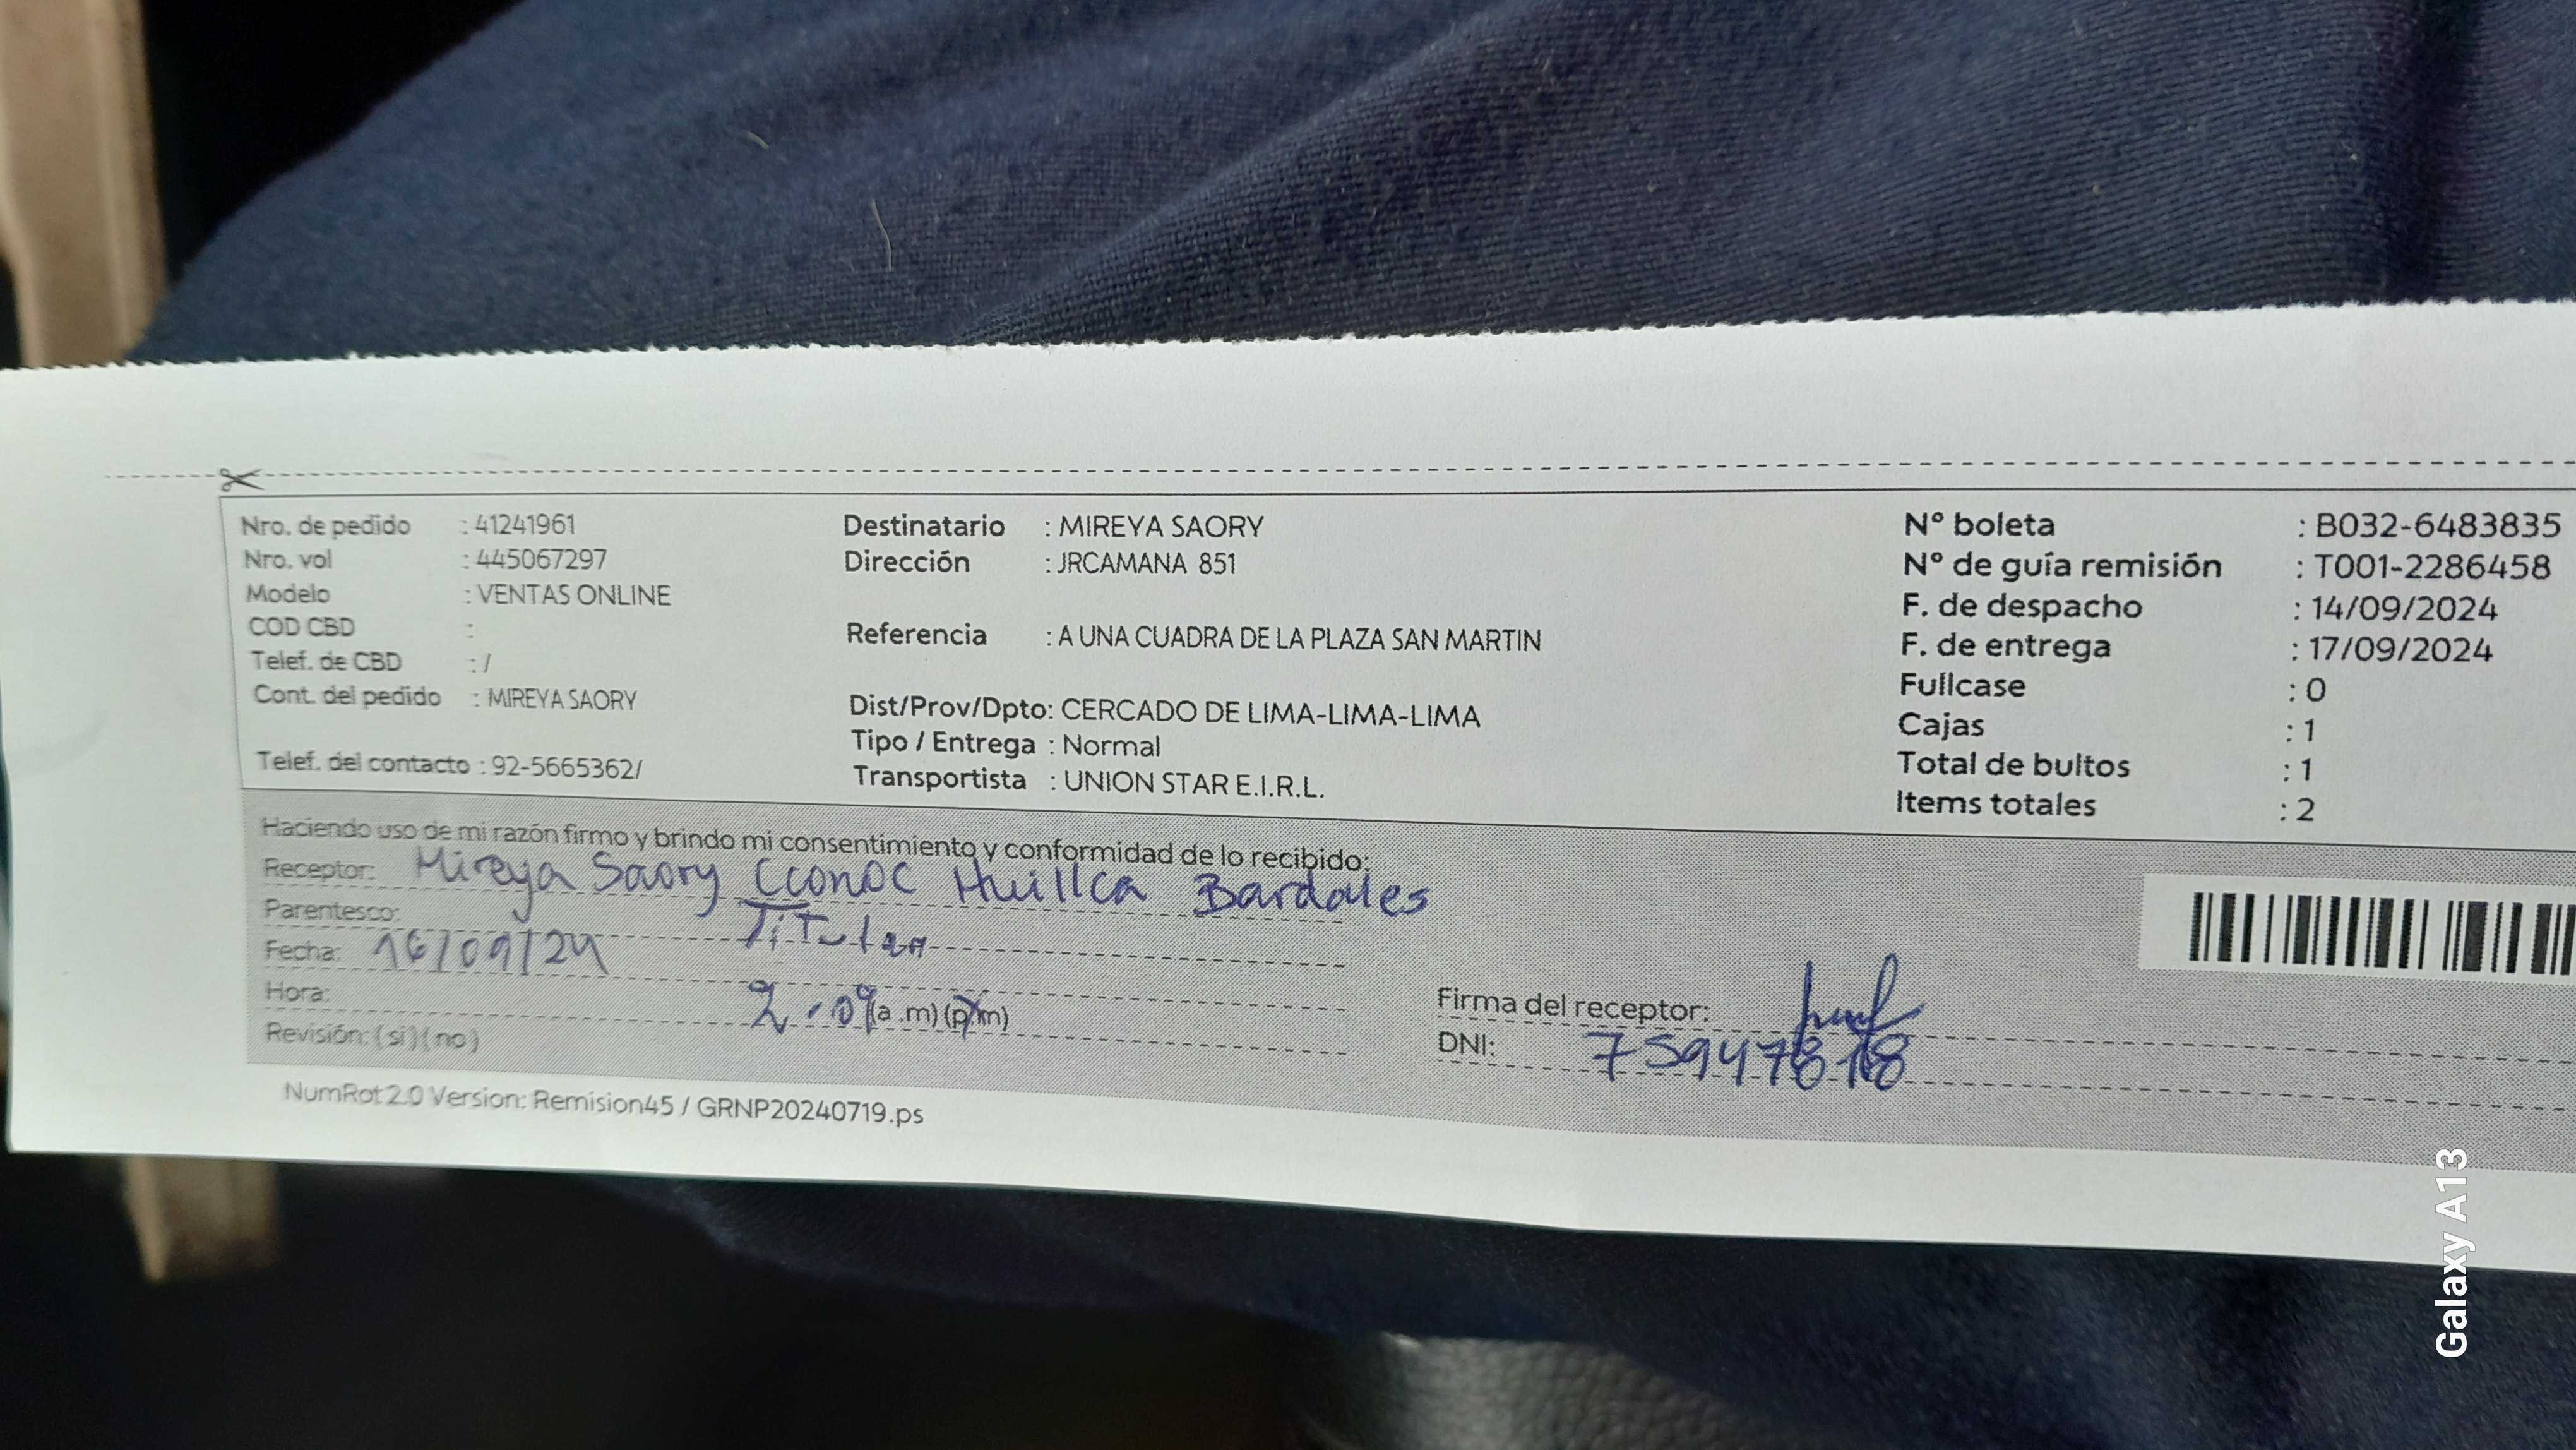 Nro. de pedido : 41241961
Nro. vol : 445067297
Modelo : VENTAS ONLINE
COD CBD :
Telef. de CBD : /
Cont. del pedido : MIREYA SAORY
Telef. del contacto : 92-5665362/
Destinatario : MIREYA SAORY
Dirección : JRCAMANA 851
Referencia : A UNA CUADRA DE LA PLAZA SAN MARTIN
Dist/Prov/Dpto: CERCADO DE LIMA-LIMA-LIMA
Tipo / Entrega : Normal
Transportista : UNION STAR E.I.R.L.
N° boleta : B032-6483835
N° de guía remisión : T001-2286458
F. de despacho : 14/09/2024
F. de entrega : 17/09/2024
Fullcase : 0
Cajas : 1
Total de bultos : 1
Items totales : 2
Haciendo uso de mi razón firmo y brindo mi consentimiento y conformidad de lo recibido:
Receptor: Mireya Saory Cconoc Huillca Bardales
Parentesco: Titular
Fecha: 16/09/24
Hora: (a .m) (p.m)
Revisión: ( si ) ( no )
Firma del receptor:
DNI: 75947818
NumRot 2.0 Version: Remision45 / GRNP20240719.ps
Galaxy A13